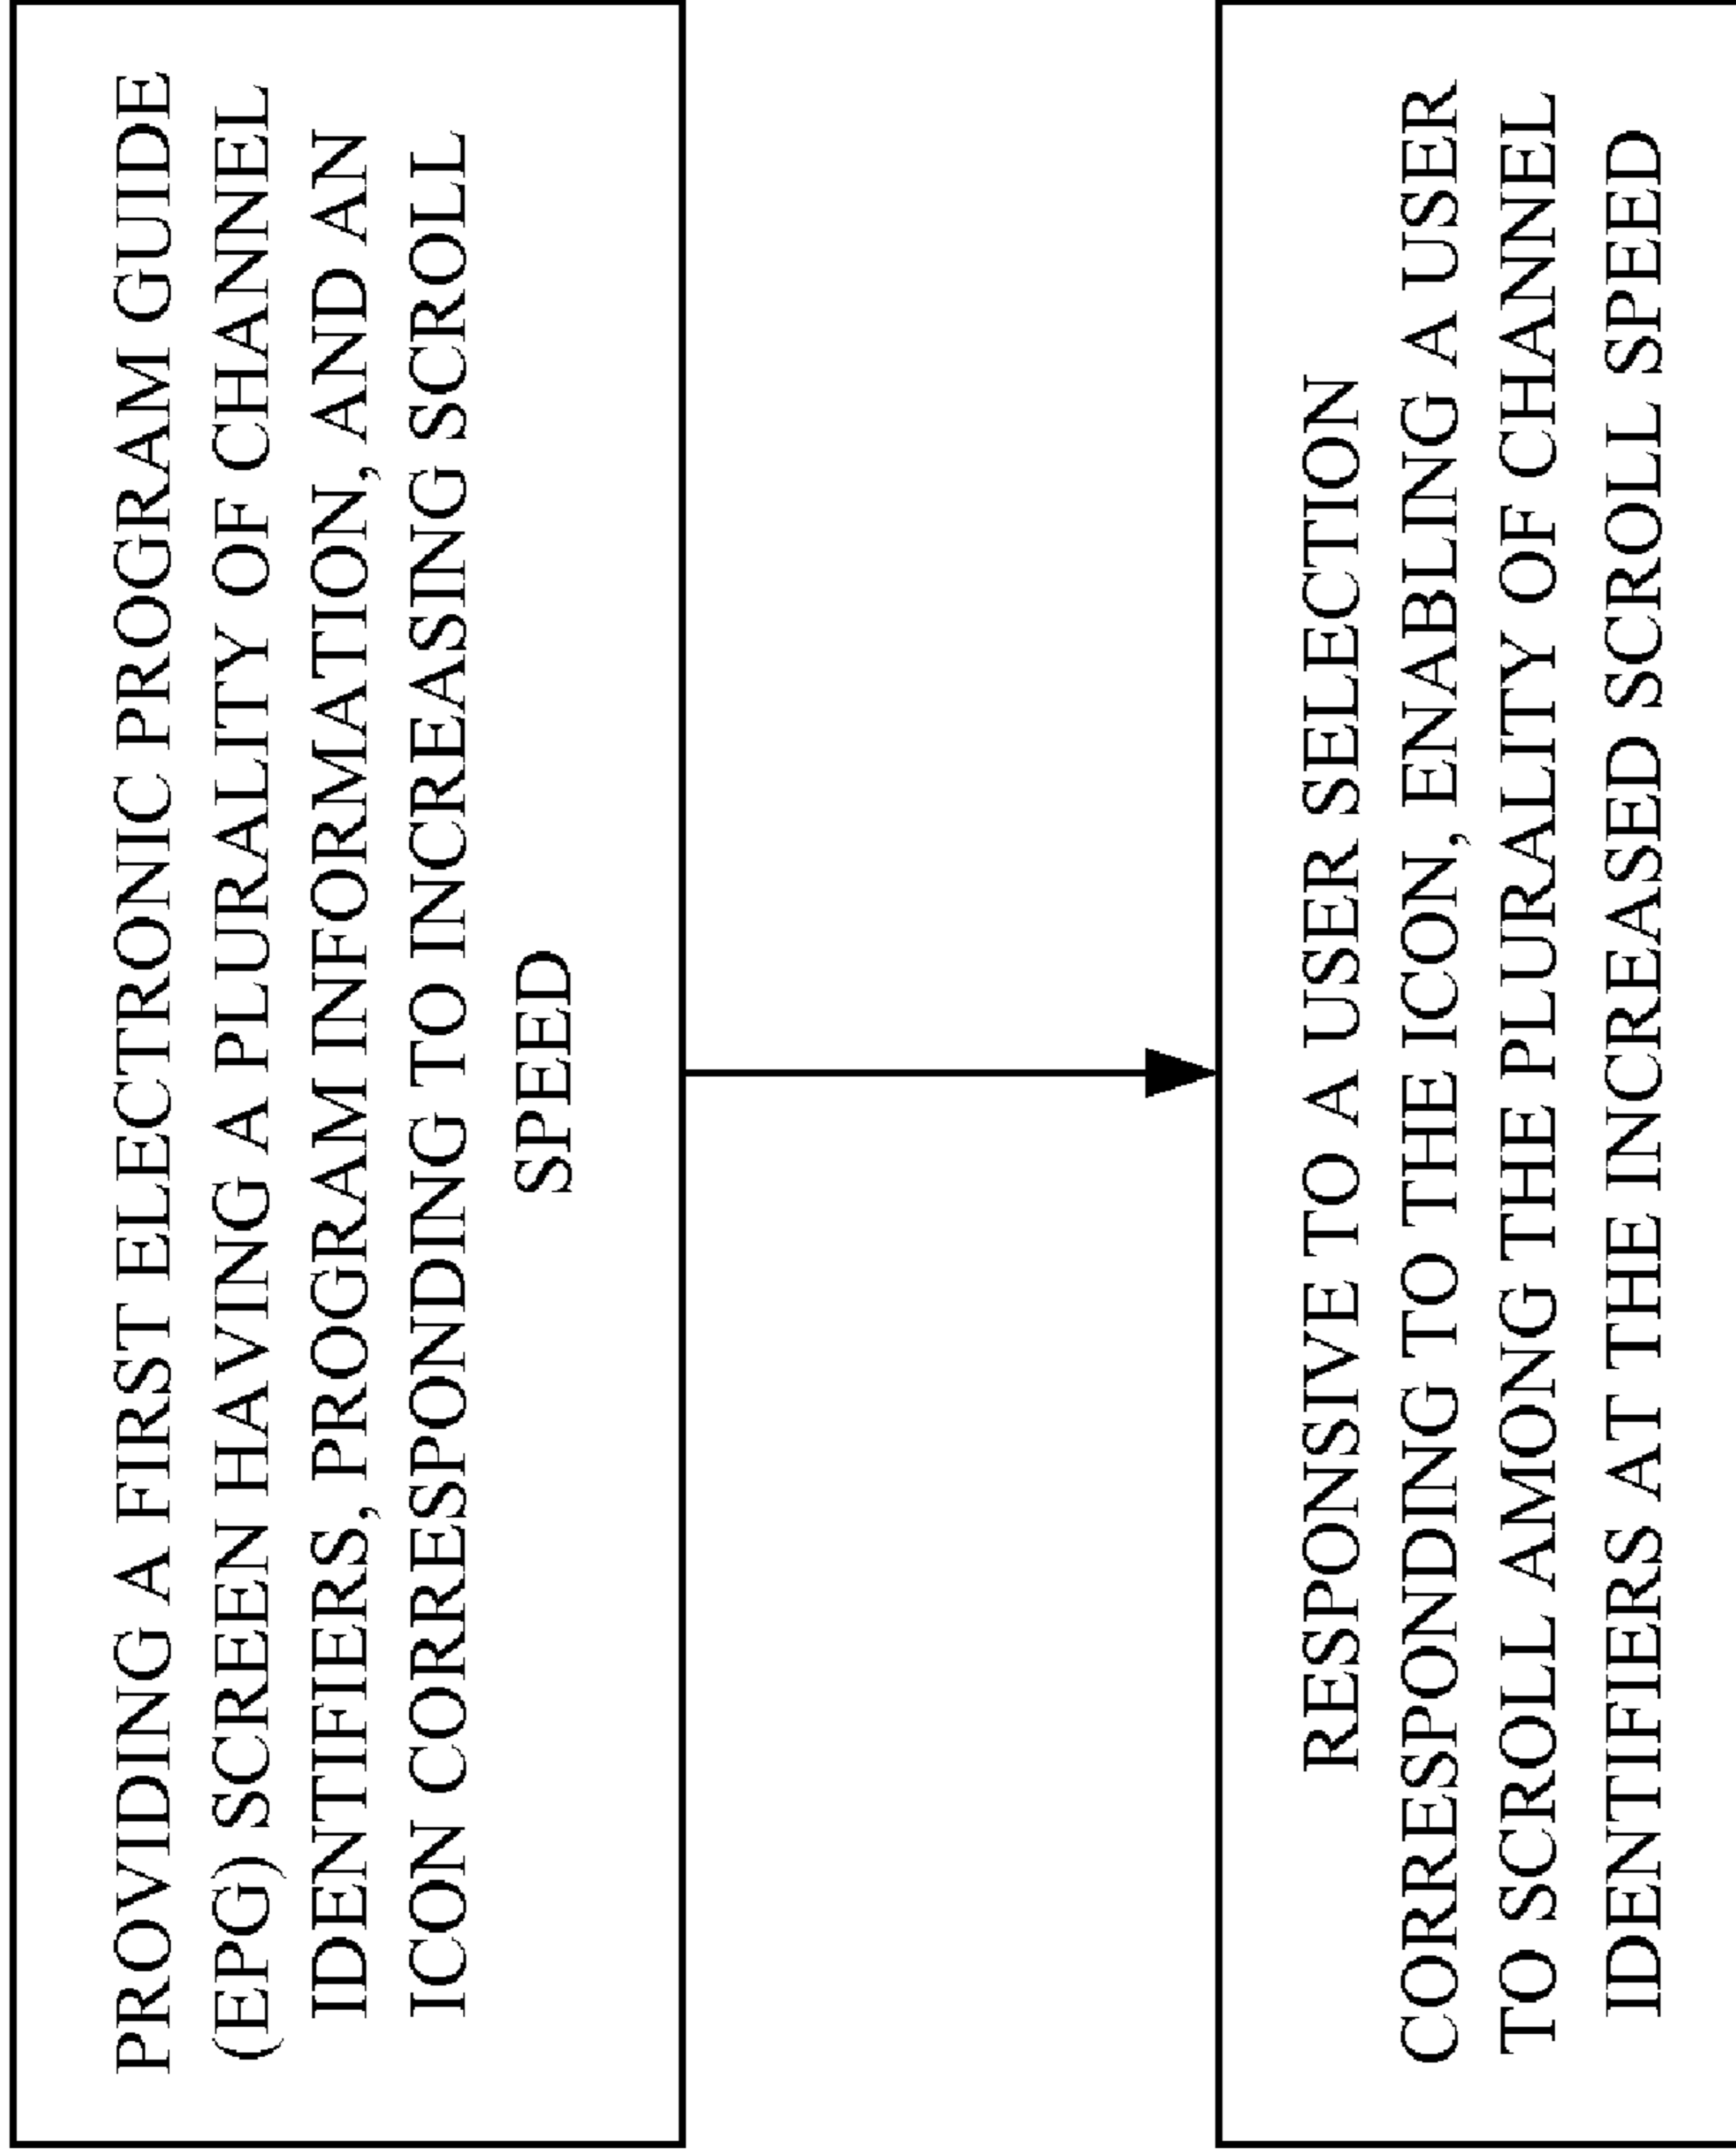 PROVIDING A FIRST ELECTRONIC PROGRAM GUIDE
(EPG) SCREEN HAVING A PLURALITY OF CHANNEL
IDENTIFIERS, PROGRAM INFORMATION, AND AN
ICON CORRESPONDING TO INCREASING SCROLL
SPEED
RESPONSIVE TO A USER SELECTION
CORRESPONDING TO THE ICON, ENABLING A USER
TO SCROLL AMONG THE PLURALITY OF CHANNEL
IDENTIFIERS AT THE INCREASED SCROLL SPEED